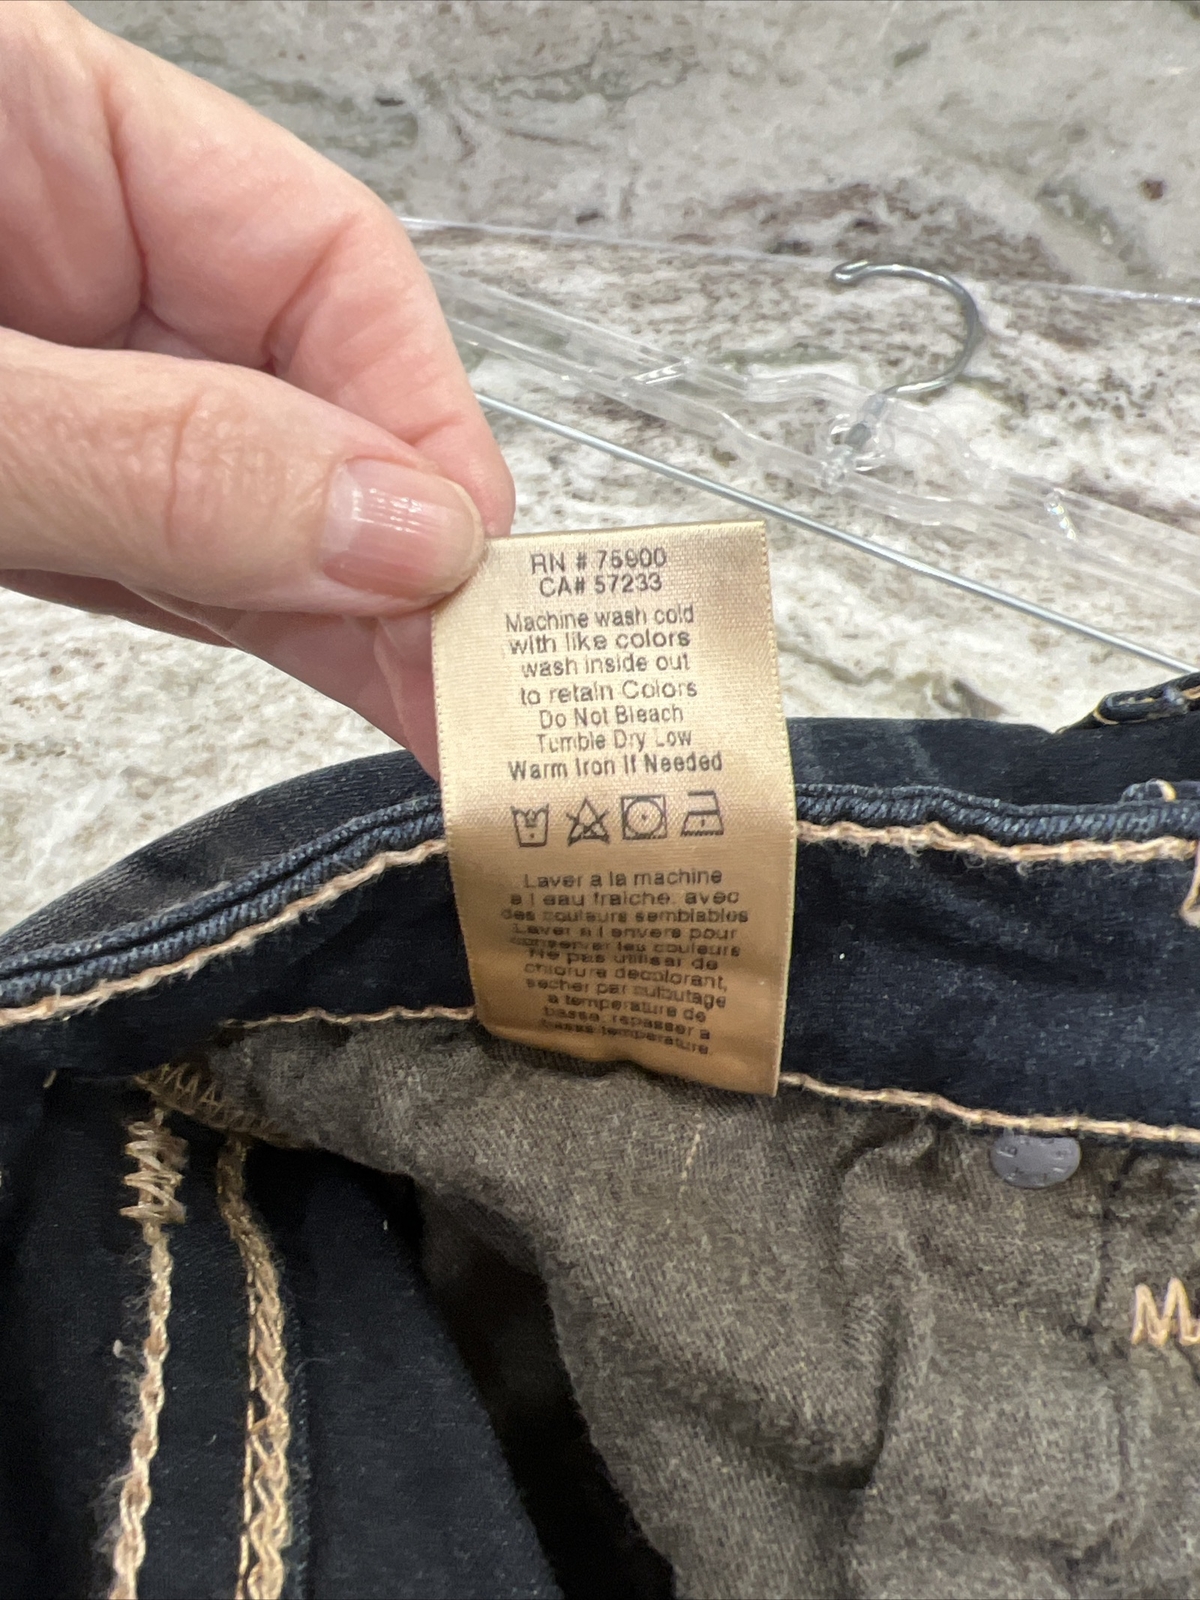 RN # 75900
CA# 57233
Machine wash cold
with like colors
wash inside out
to retain Colors
Do Not Bleach
Tumble Dry Low
Warm Iron If Needed
Laver a la machine
a l eau fraiche. avec
des couleurs semblables
Laver a l envers pour
conserver les couleurs
Ne pas utiliser de
chlorure decolorant,
secher par culbutage
a temperature de
basse. repasser a
basse temperature.